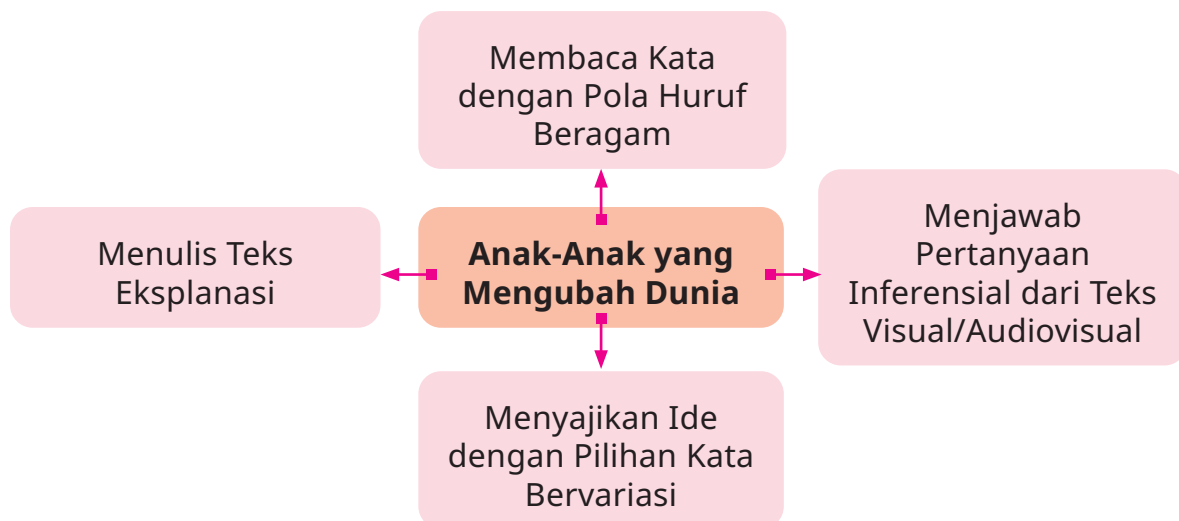 Membaca Kata
dengan Pola Huruf
Beragam
Menulis Teks
Eksplanasi
Anak-Anak yang
Mengubah Dunia
Menjawab
Pertanyaan
Inferensial dari Teks
Visual/Audiovisual
Menyajikan Ide
dengan Pilihan Kata
Bervariasi